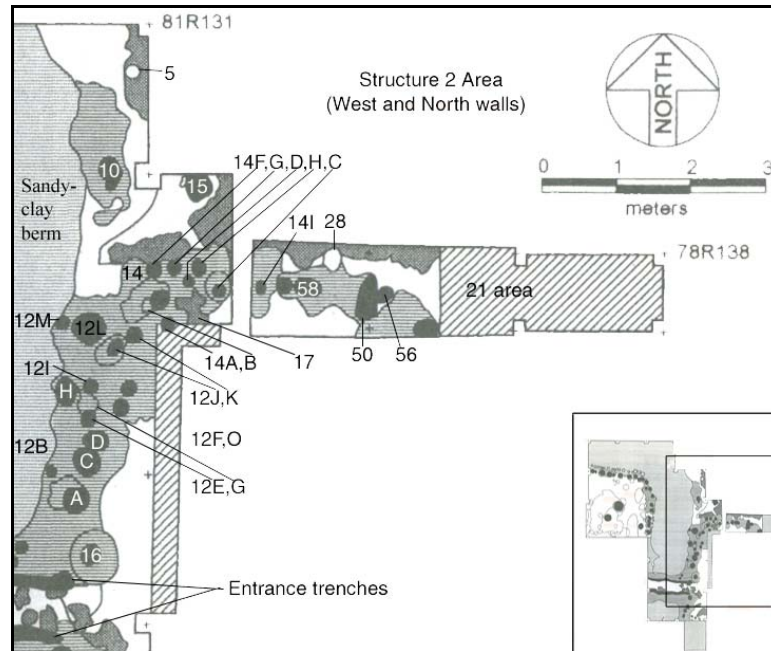 81R131
5
Structure 2 Area
(West and North walls)
NORTH
0 1 2 3
meters
10
14F,G,D,H,C
15
Sandy-
clay
berm
14I 28
78R138
14
58
21 area
12M
12L
50
56
17
14A,B
12I
12J,K
H
12F,O
12B
D
C
12E,G
A
16
Entrance trenches